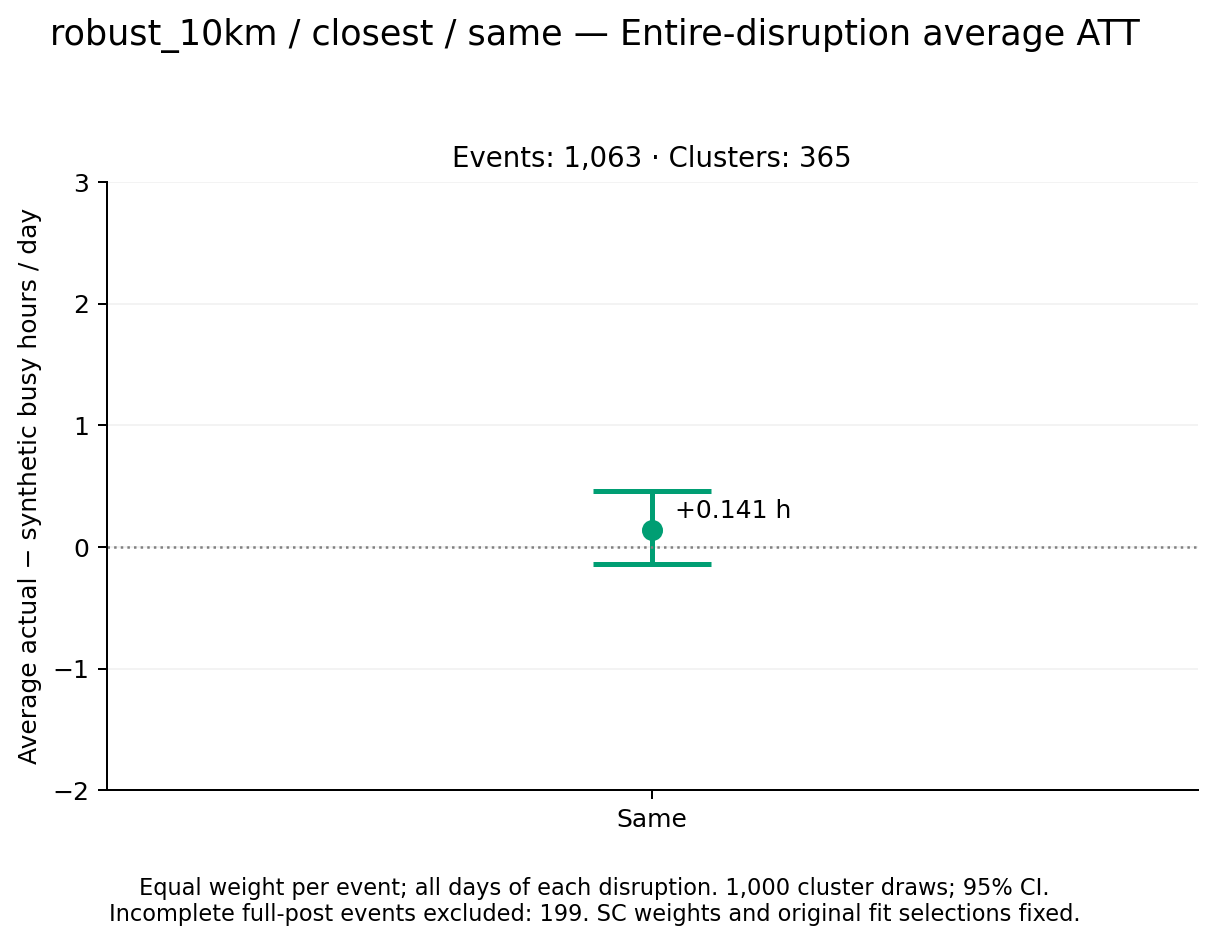 robust_10km / closest / same — Entire-disruption average ATT
Events: 1,063 · Clusters: 365
Average actual − synthetic busy hours / day
3
2
1
0
−1
−2
+0.141 h
Same
Equal weight per event; all days of each disruption. 1,000 cluster draws; 95% CI.
Incomplete full-post events excluded: 199. SC weights and original fit selections fixed.